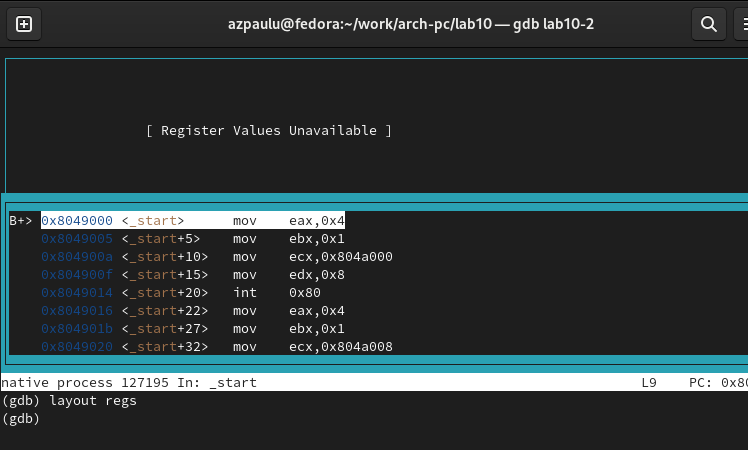 azpaulu@fedora:~/work/arch-pc/lab10 — gdb lab10-2
[ Register Values Unavailable ]
B+> 0x8049000 <_start> mov eax,0x4
0x8049005 <_start+5> mov ebx,0x1
0x804900a <_start+10> mov ecx,0x804a000
0x804900f <_start+15> mov edx,0x8
0x8049014 <_start+20> int 0x80
0x8049016 <_start+22> mov eax,0x4
0x804901b <_start+27> mov ebx,0x1
0x8049020 <_start+32> mov ecx,0x804a008
native process 127195 In: _start L9 PC: 0x80
(gdb) layout regs
(gdb)